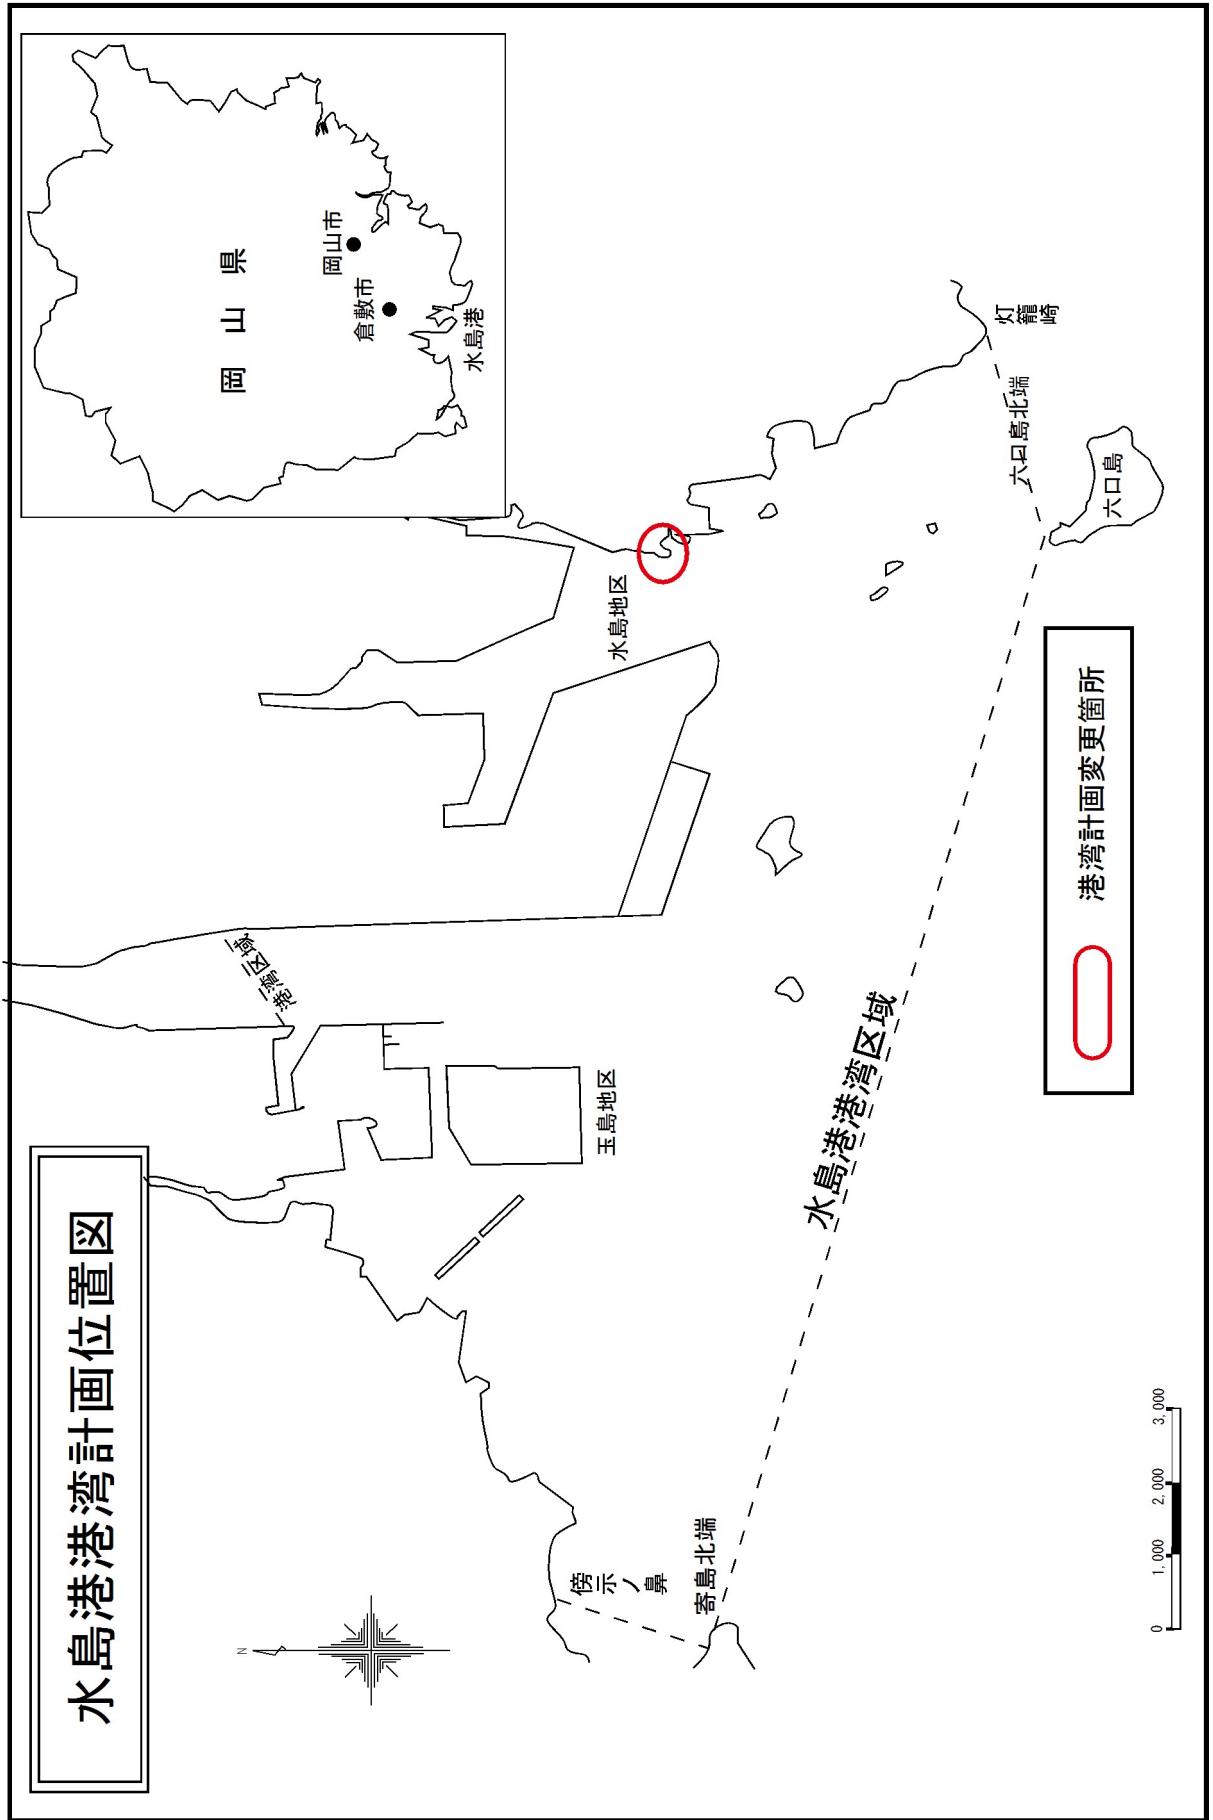 水島港港湾計画位置図
N
岡山県
岡山市
倉敷市
水島港
港湾区域
水島地区
玉島地区
傍示ノ鼻
寄島北端
水島港港湾区域
六口島北端
六口島
灯籠崎
港湾計画変更箇所
0 1,000 2,000 3,000